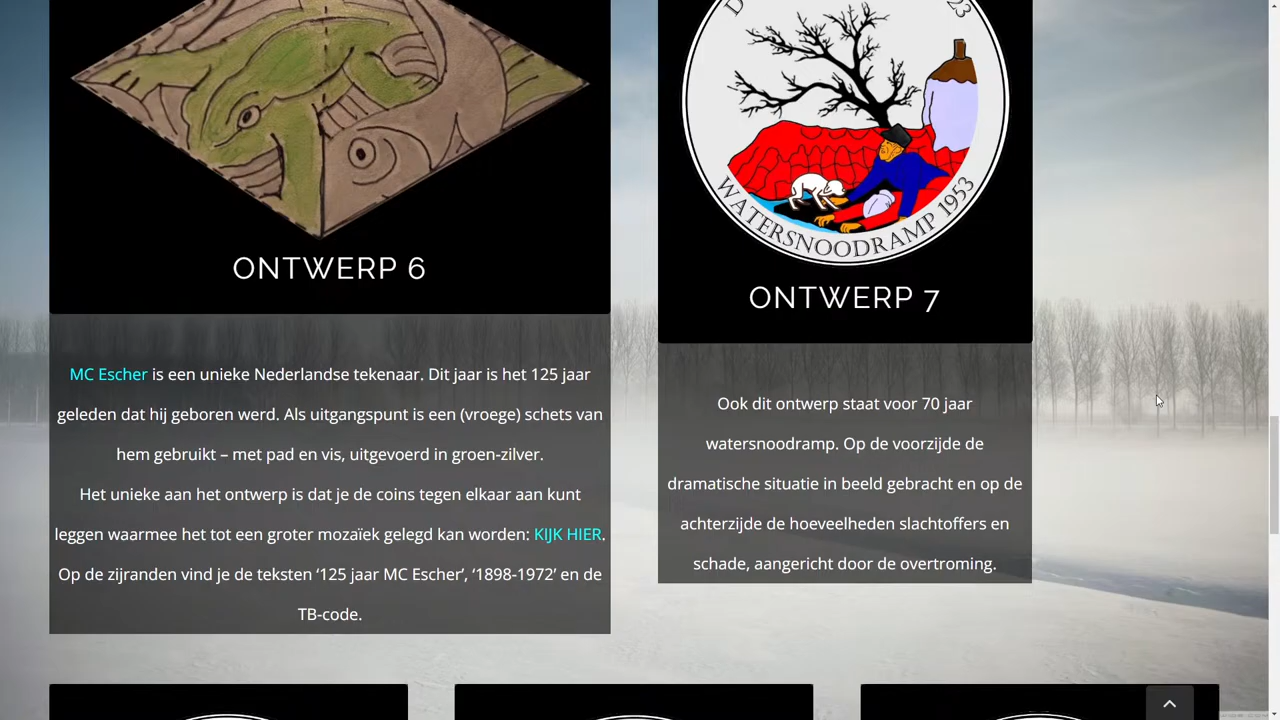 ONTWERP 6
MC Escher is een unieke Nederlandse tekenaar. Dit jaar is het 125 jaar
geleden dat hij geboren werd. Als uitgangspunt is een (vroege) schets van
hem gebruikt – met pad en vis, uitgevoerd in groen-zilver.
Het unieke aan het ontwerp is dat je de coins tegen elkaar aan kunt
leggen waarmee het tot een groter mozaïek gelegd kan worden: KIJK HIER.
Op de zijranden vind je de teksten ‘125 jaar MC Escher’, ‘1898-1972’ en de
TB-code.
23
WATERSNOODRAMP 1953
ONTWERP 7
Ook dit ontwerp staat voor 70 jaar
watersnoodramp. Op de voorzijde de
dramatische situatie in beeld gebracht en op de
achterzijde de hoeveelheden slachtoffers en
schade, aangericht door de overtroming.